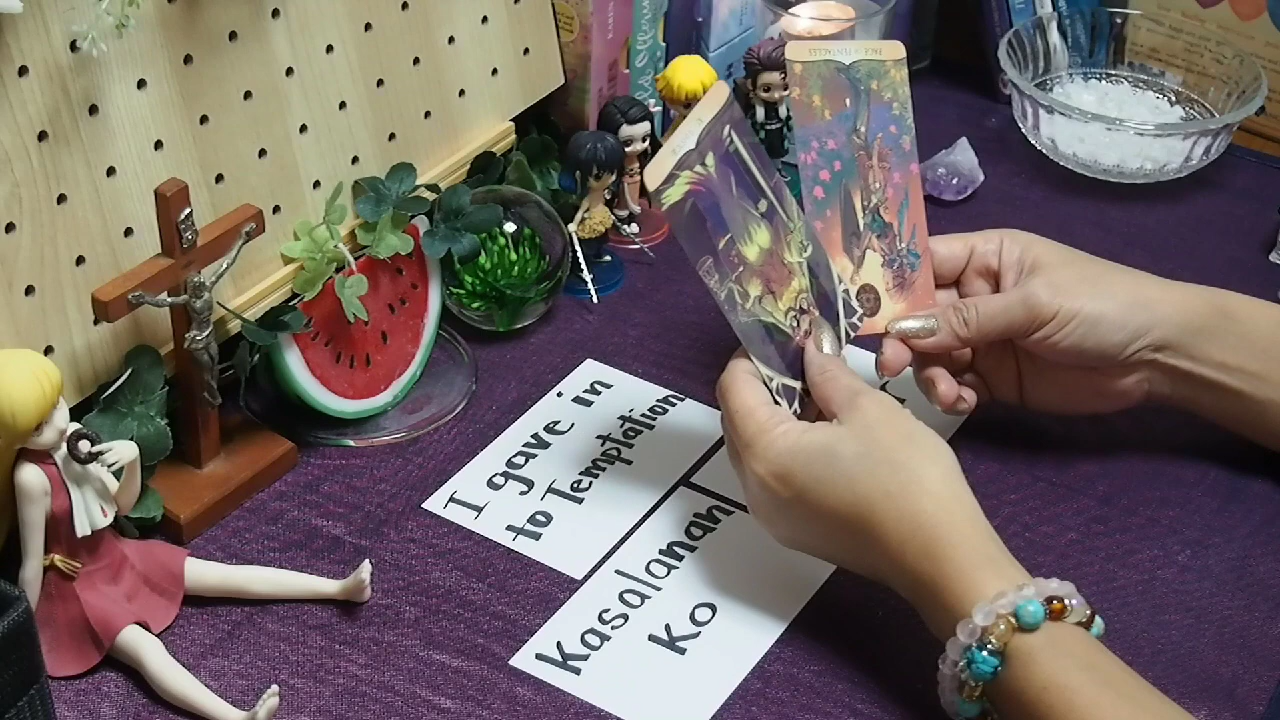 PAGE of PENTACLES
I gave in
to Temptation
Kasalanan
Ko